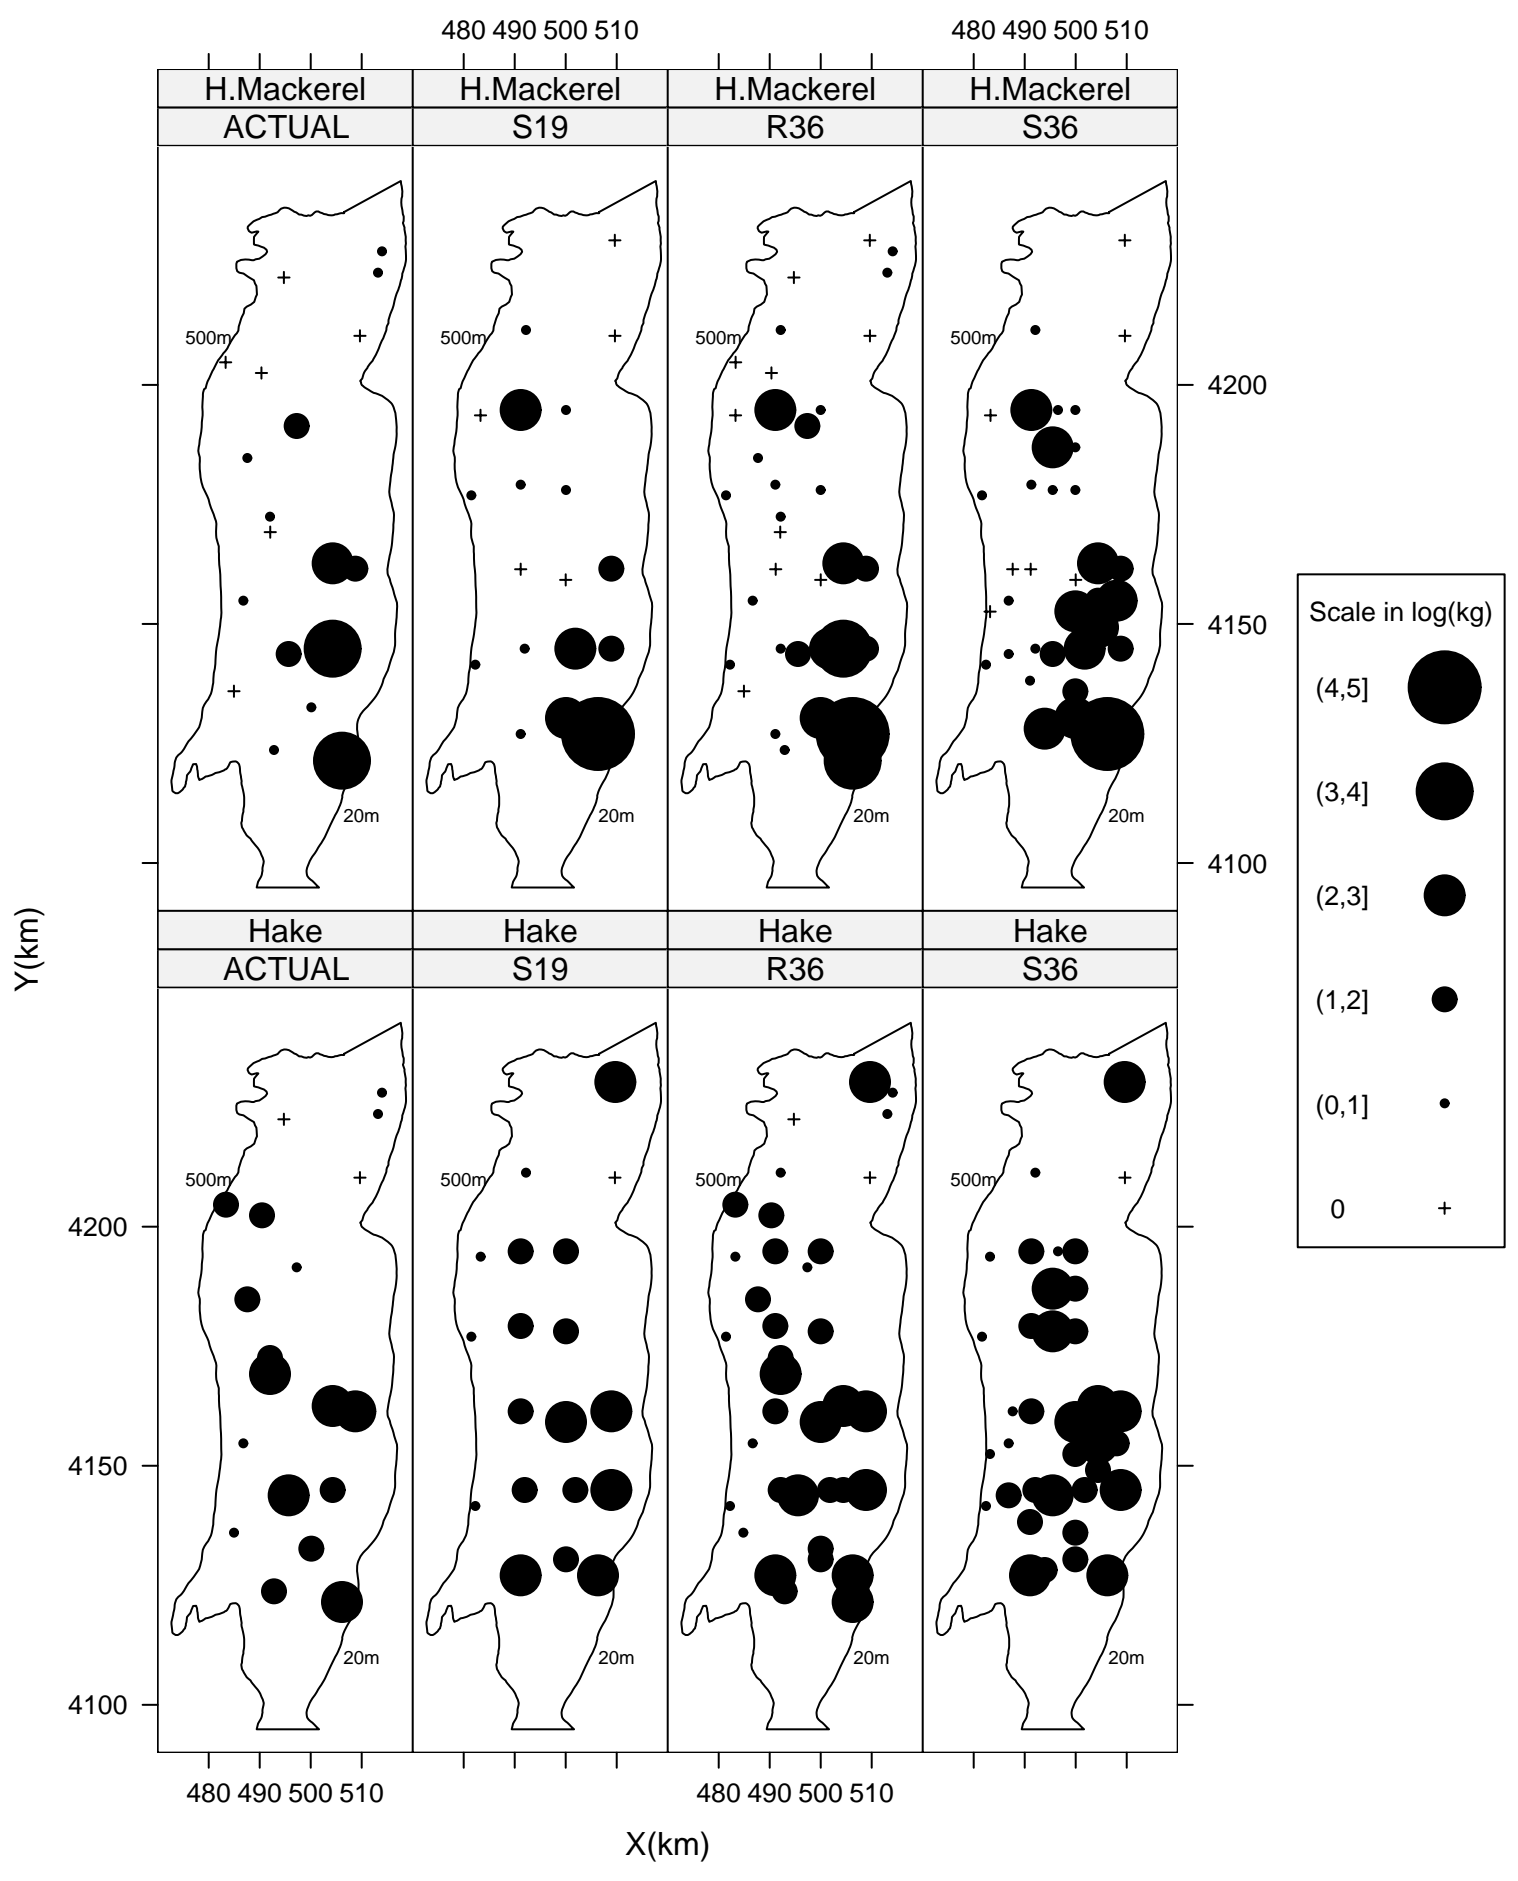 480 490 500 510 480 490 500 510
H.Mackerel H.Mackerel H.Mackerel H.Mackerel
ACTUAL S19 R36 S36
500m 500m 500m 500m
4200
4150
20m 20m 20m 20m
4100
Hake Hake Hake Hake
ACTUAL S19 R36 S36
500m 500m 500m 500m
4200
4150
20m 20m 20m 20m
4100
480 490 500 510 480 490 500 510
X(km)
Y(km)
Scale in log(kg)
(4,5]
(3,4]
(2,3]
(1,2]
(0,1]
0